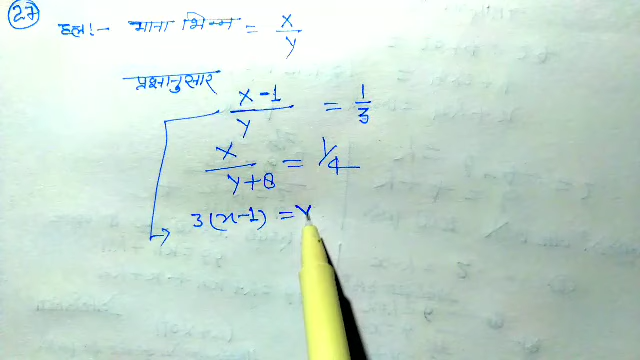 (27) हल!- माना भिन्न = x/y
प्रश्नानुसार
x-1/y = 1/3
x/y+8 = 1/4
3(x-1) = y